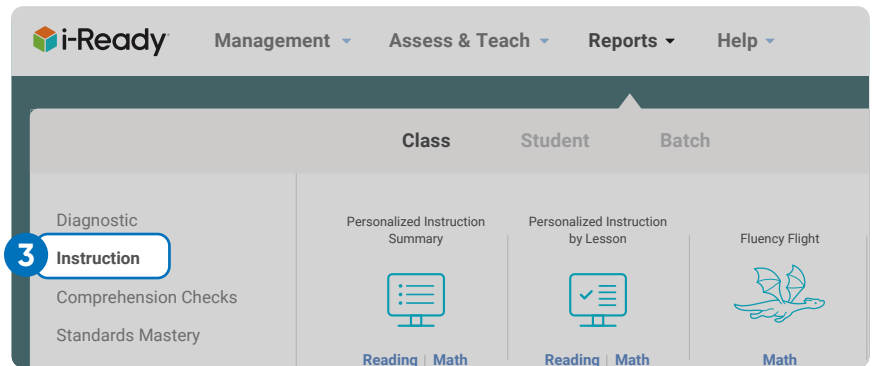 i-Ready Management Assess & Teach Reports Help
Class Student Batch
Diagnostic
3 Instruction
Comprehension Checks
Standards Mastery
Personalized Instruction
Summary
Reading | Math
Personalized Instruction
by Lesson
Reading | Math
Fluency Flight
Math